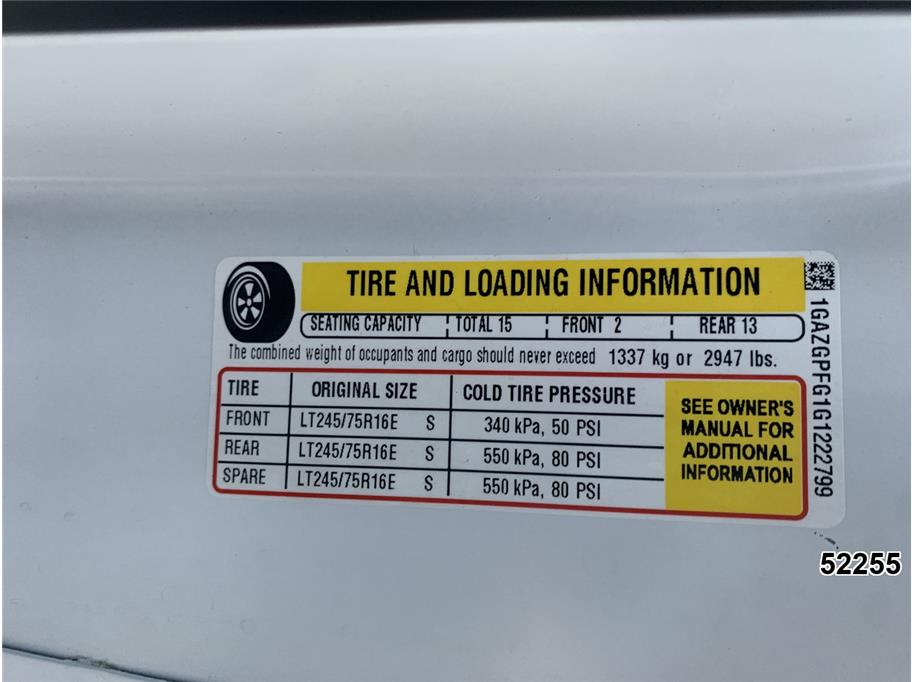 TIRE AND LOADING INFORMATION
SEATING CAPACITY TOTAL 15 FRONT 2 REAR 13
The combined weight of occupants and cargo should never exceed 1337 kg or 2947 lbs.
TIRE ORIGINAL SIZE COLD TIRE PRESSURE
FRONT LT245/75R16E S 340 kPa, 50 PSI
REAR LT245/75R16E S 550 kPa, 80 PSI
SPARE LT245/75R16E S 550 kPa, 80 PSI
SEE OWNER'S
MANUAL FOR
ADDITIONAL
INFORMATION
1GAZGPFG1G1222799
52255